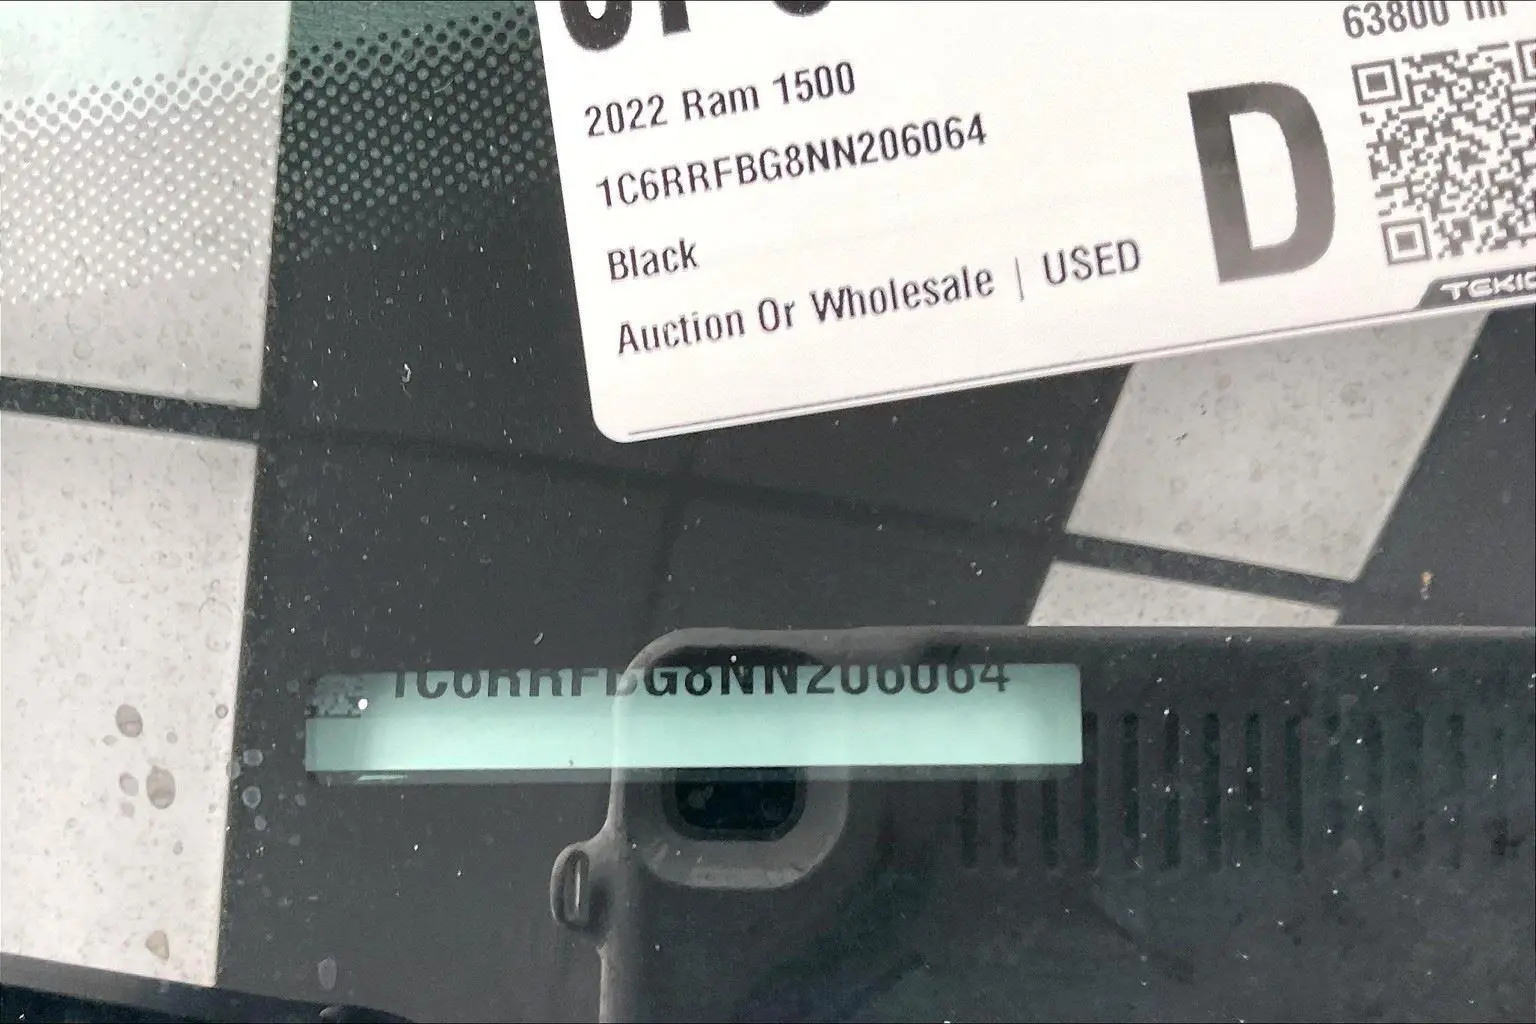 63800 mi
2022 Ram 1500
1C6RRFBG8NN206064
Black
Auction Or Wholesale | USED
D
1C6RRFBG8NN206064